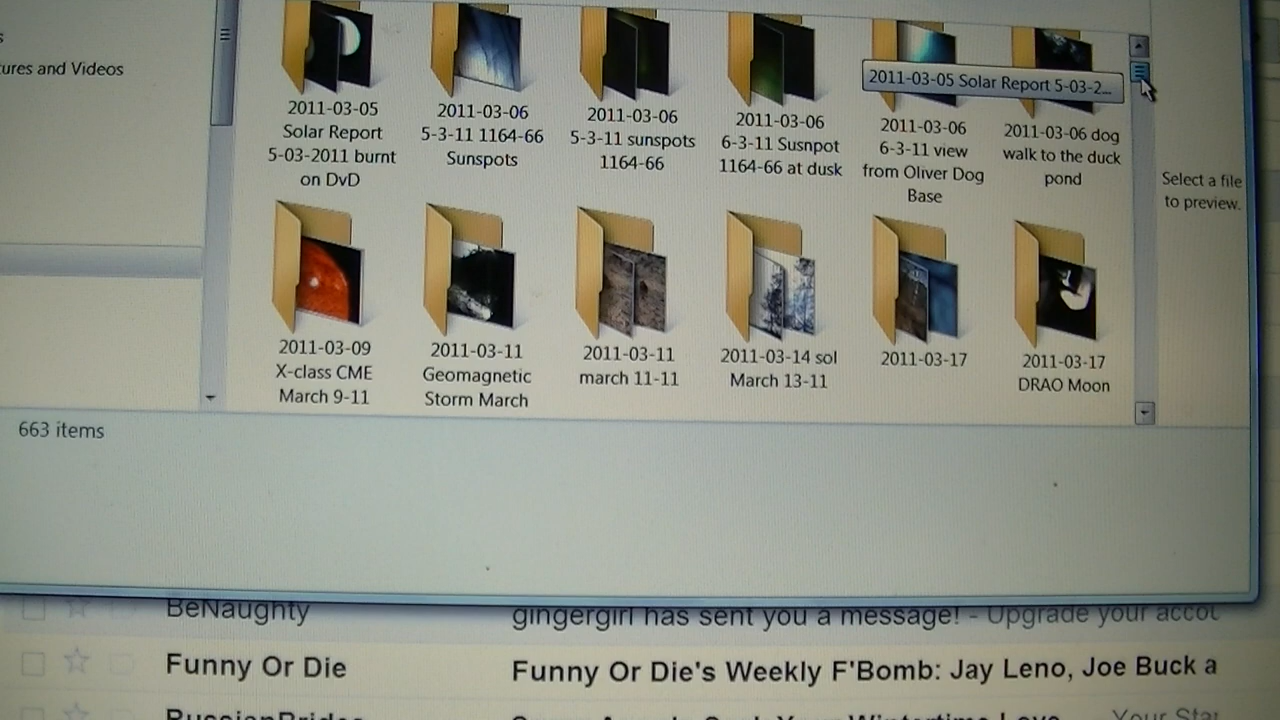 s
ures and Videos
2011-03-05
Solar Report
5-03-2011 burnt
on DvD
2011-03-06
5-3-11 1164-66
Sunspots
2011-03-06
5-3-11 sunspots
1164-66
2011-03-06
6-3-11 Susnpot
1164-66 at dusk
2011-03-05 Solar Report 5-03-2...
2011-03-06
6-3-11 view
from Oliver Dog
Base
2011-03-06 dog
walk to the duck
pond
Select a file
to preview.
2011-03-09
X-class CME
March 9-11
2011-03-11
Geomagnetic
Storm March
2011-03-11
march 11-11
2011-03-14 sol
March 13-11
2011-03-17
2011-03-17
DRAO Moon
663 items
BeNaughty
gingergirl has sent you a message! - Upgrade your accou
Funny Or Die
Funny Or Die's Weekly F'Bomb: Jay Leno, Joe Buck a
RussianBrides
Your Star